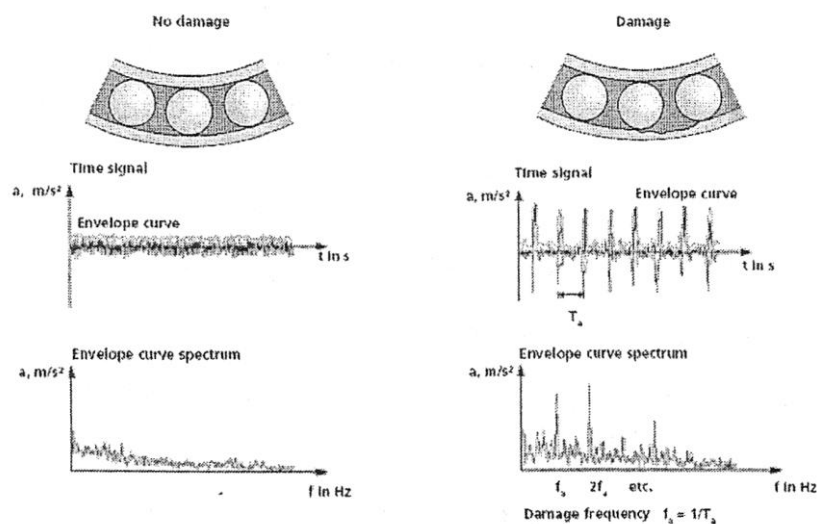 No damage
Time signal
a, m/s²
Envelope curve
t in s
Envelope curve spectrum
a, m/s²
f in Hz
Damage
Time signal
a, m/s²
Envelope curve
t in s
Tₐ
Envelope curve spectrum
a, m/s²
fₐ 2fₐ etc. f in Hz
Damage frequency fₐ = 1/Tₐ